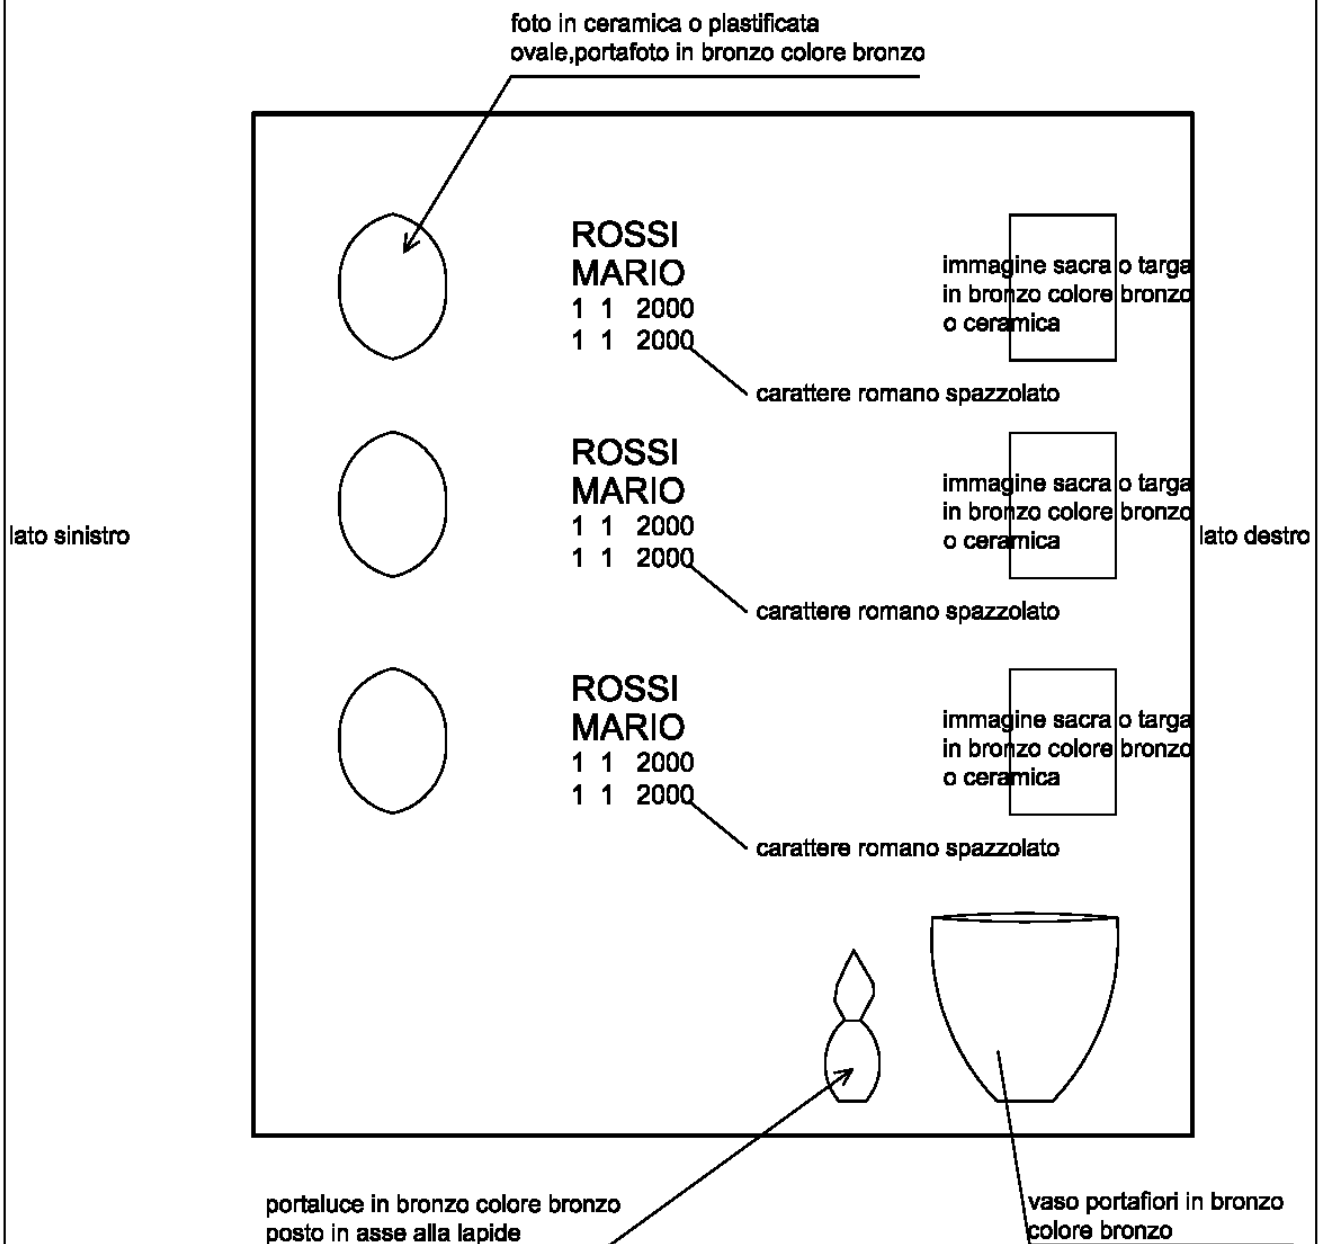 foto in ceramica o plastificata
ovale,portafoto in bronzo colore bronzo
ROSSI
MARIO
1 1 2000
1 1 2000
immagine sacra o targa
in bronzo colore bronzo
o ceramica
carattere romano spazzolato
ROSSI
MARIO
1 1 2000
1 1 2000
immagine sacra o targa
in bronzo colore bronzo
o ceramica
lato sinistro
lato destro
carattere romano spazzolato
ROSSI
MARIO
1 1 2000
1 1 2000
immagine sacra o targa
in bronzo colore bronzo
o ceramica
carattere romano spazzolato
portaluce in bronzo colore bronzo
posto in asse alla lapide
vaso portafiori in bronzo
colore bronzo